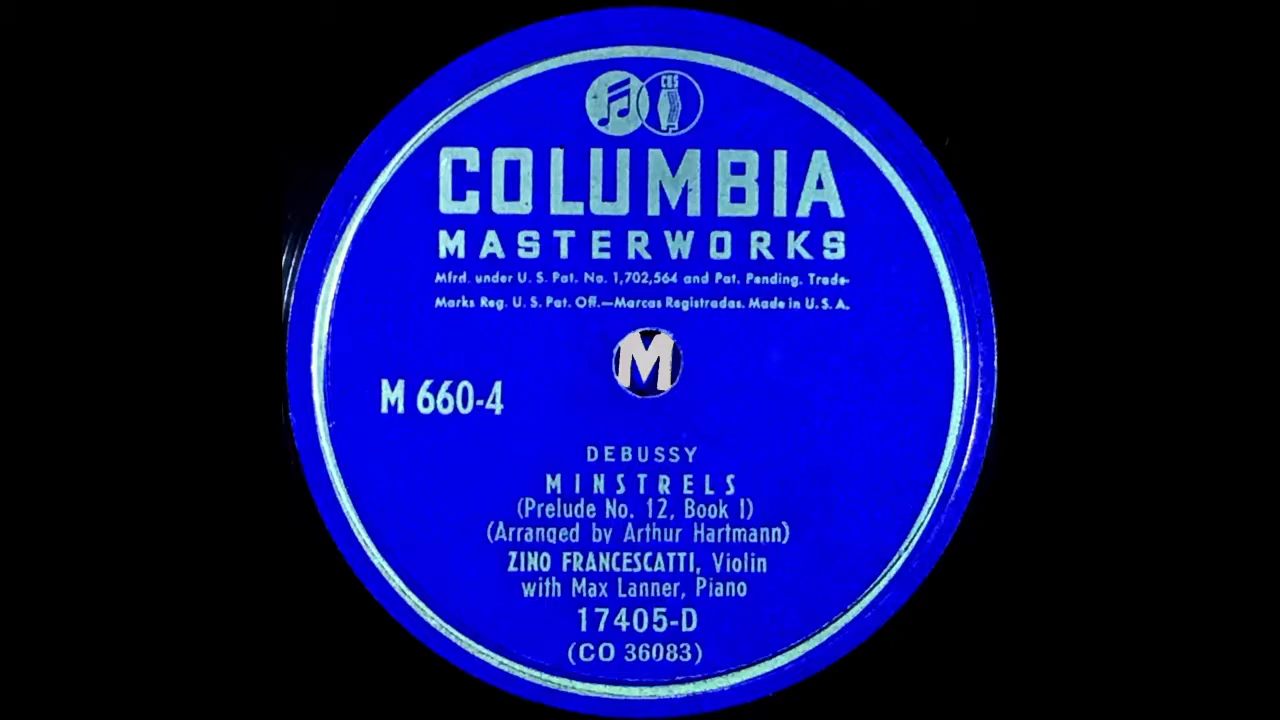 CBS
COLUMBIA
MASTERWORKS
Mfrd. under U. S. Pat. No. 1,702,564 and Pat. Pending. Trade-
Marks Reg. U. S. Pat. Off.—Marcas Registradas. Made in U. S. A.
M
M 660-4
DEBUSSY
MINSTRELS
(Prelude No. 12, Book I)
(Arranged by Arthur Hartmann)
ZINO FRANCESCATTI, Violin
with Max Lanner, Piano
17405-D
(CO 36083)